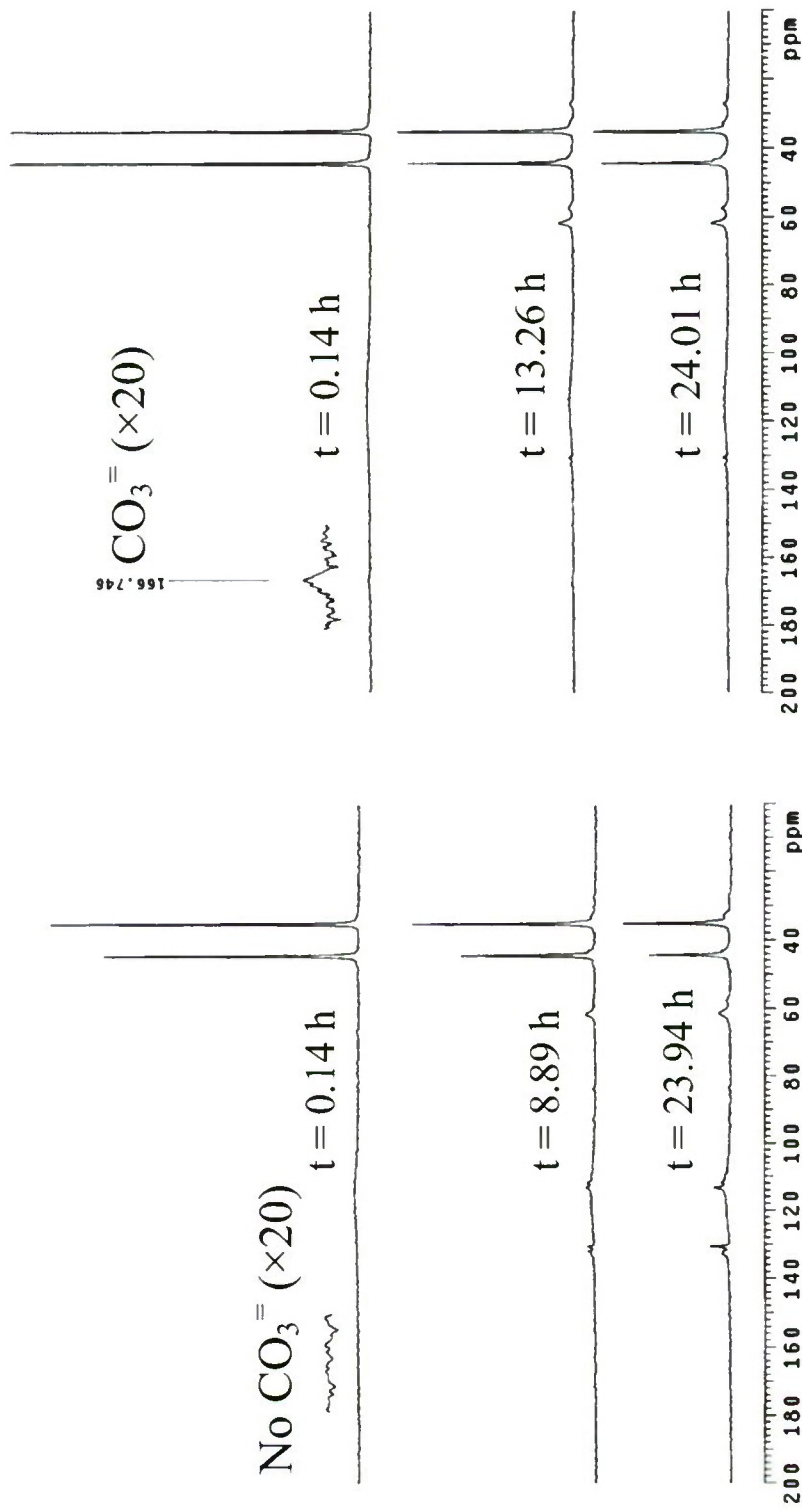 No CO₃⁼ (×20)
t = 0.14 h
t = 8.89 h
t = 23.94 h
200 180 160 140 120 100 80 60 40 ppm
166.746
CO₃⁼ (×20)
t = 0.14 h
t = 13.26 h
t = 24.01 h
200 180 160 140 120 100 80 60 40 ppm